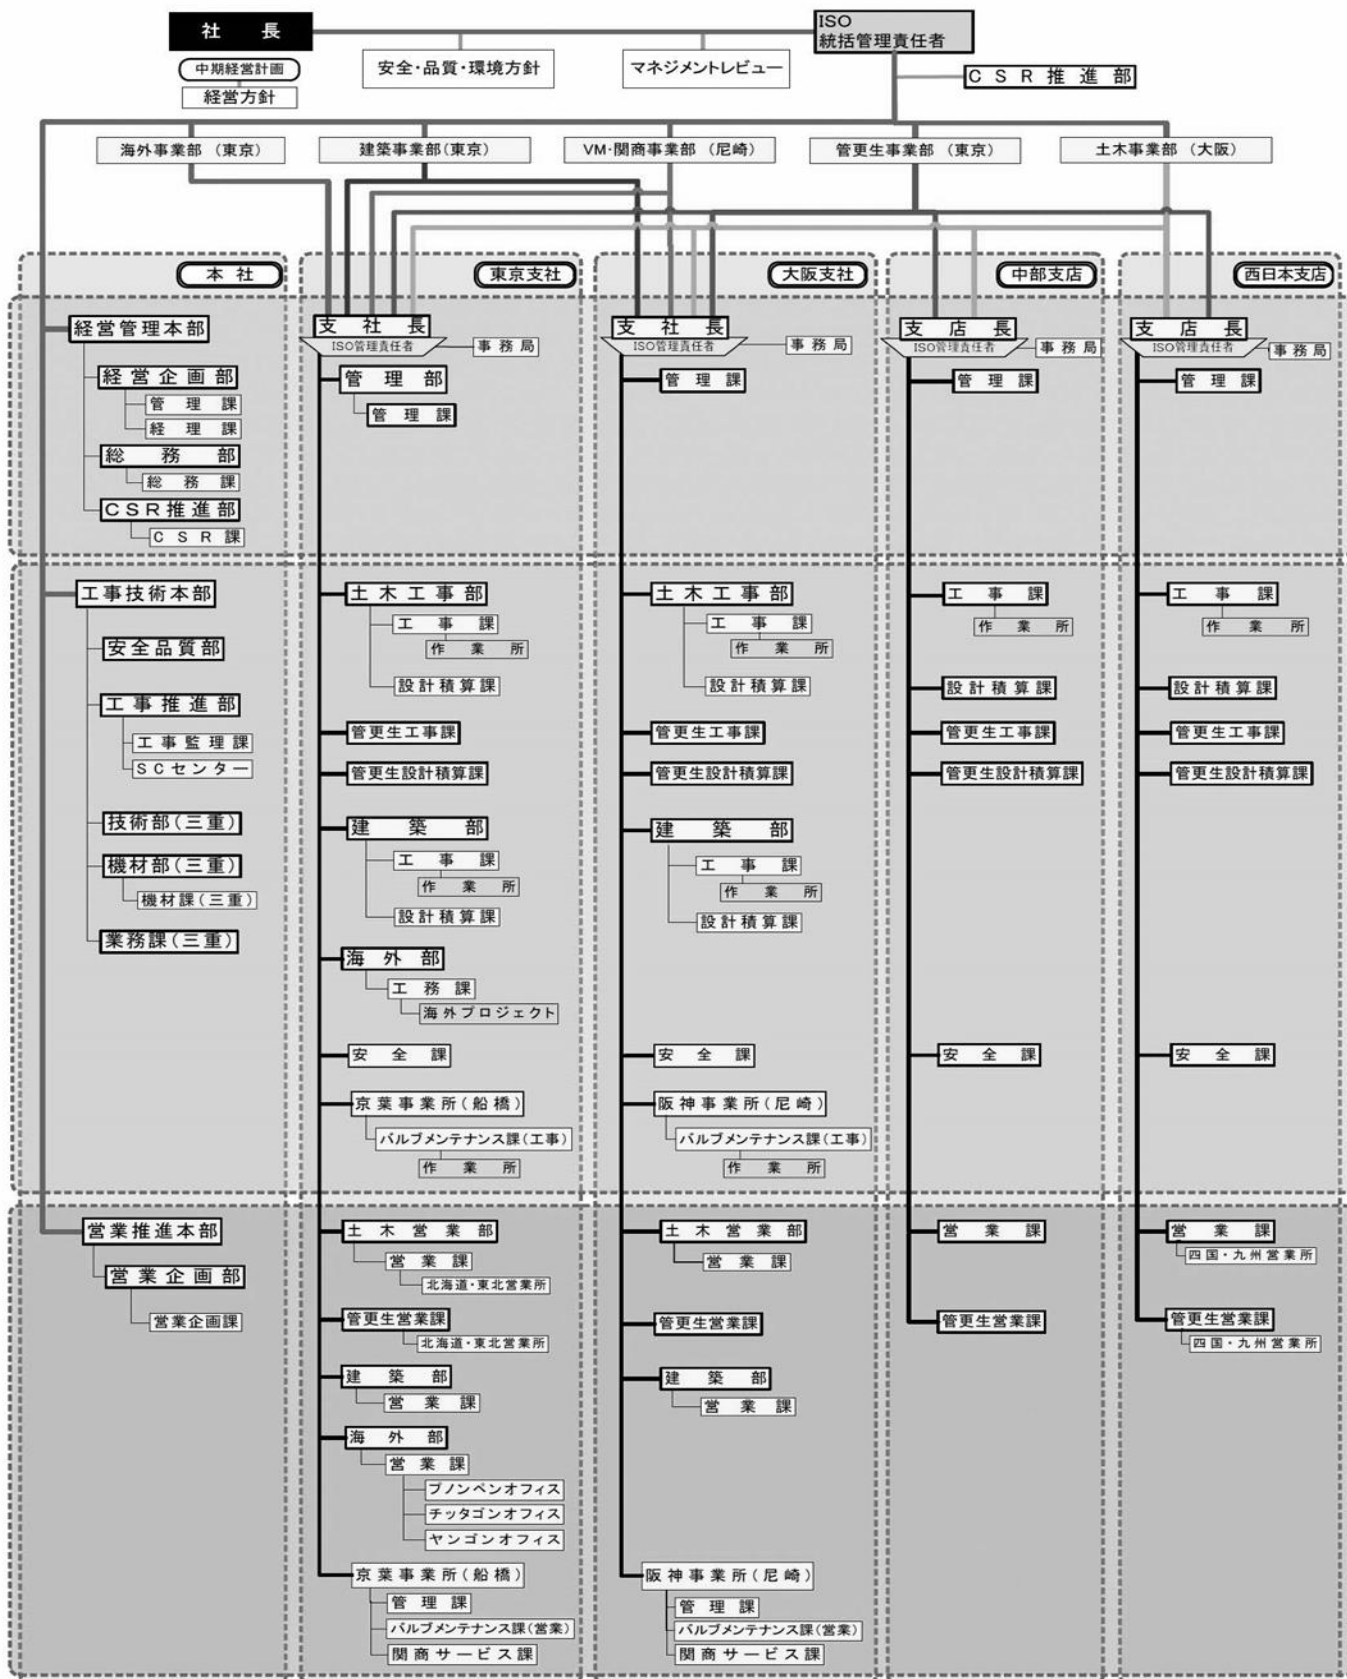 社長
ISO
統括管理責任者
中期経営計画
経営方針
安全・品質・環境方針
マネジメントレビュー
CSR推進部
海外事業部（東京）
建築事業部（東京）
VM・関商事業部（尼崎）
管更生事業部（東京）
土木事業部（大阪）
本社
経営管理本部
経営企画部
管理課
経理課
総務部
総務課
CSR推進部
CSR課
工事技術本部
安全品質部
工事推進部
工事監理課
SCセンター
技術部（三重）
機材部（三重）
機材課（三重）
業務課（三重）
営業推進本部
営業企画部
営業企画課
東京支社
支社長
ISO管理責任者
事務局
管理部
管理課
土木工事部
工事課
作業所
設計積算課
管更生工事課
管更生設計積算課
建築部
工事課
作業所
設計積算課
海外部
工務課
海外プロジェクト
安全課
京葉事業所（船橋）
バルブメンテナンス課（工事）
作業所
土木営業部
営業課
北海道・東北営業所
管更生営業課
北海道・東北営業所
建築部
営業課
海外部
営業課
プノンペンオフィス
チッタゴンオフィス
ヤンゴンオフィス
京葉事業所（船橋）
管理課
バルブメンテナンス課（営業）
関商サービス課
大阪支社
支社長
ISO管理責任者
事務局
管理課
土木工事部
工事課
作業所
設計積算課
管更生工事課
管更生設計積算課
建築部
工事課
作業所
設計積算課
安全課
阪神事業所（尼崎）
バルブメンテナンス課（工事）
作業所
土木営業部
営業課
管更生営業課
建築部
営業課
阪神事業所（尼崎）
管理課
バルブメンテナンス課（営業）
関商サービス課
中部支店
支店長
ISO管理責任者
事務局
管理課
工事課
作業所
設計積算課
管更生工事課
管更生設計積算課
安全課
営業課
管更生営業課
西日本支店
支店長
ISO管理責任者
事務局
管理課
工事課
作業所
設計積算課
管更生工事課
管更生設計積算課
安全課
営業課
四国・九州営業所
管更生営業課
四国・九州営業所